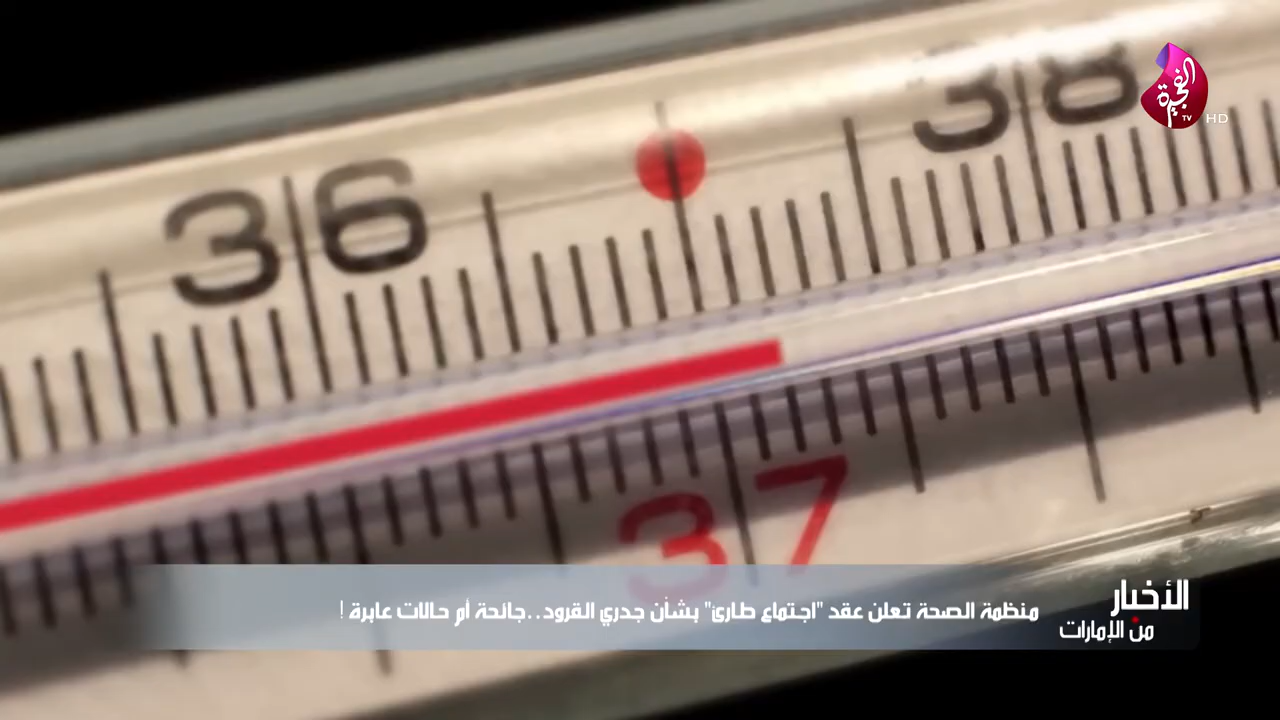 الفجيرة
TV HD
36
38
37
منظمة الصحة تعلن عقد "اجتماع طارئ" بشأن جدري القرود..جائحة أم حالات عابرة !
الأخبار
من الإمارات